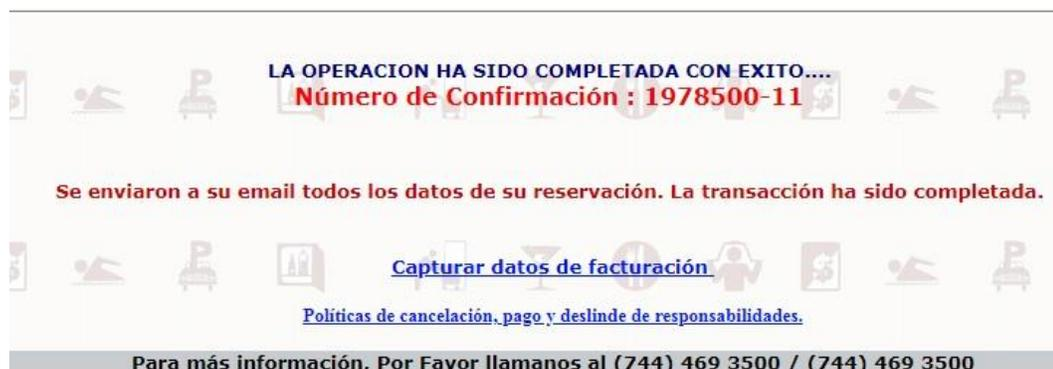 LA OPERACION HA SIDO COMPLETADA CON EXITO....
Número de Confirmación : 1978500-11
Se enviaron a su email todos los datos de su reservación. La transacción ha sido completada.
Capturar datos de facturación
Políticas de cancelación, pago y deslinde de responsabilidades.
Para más información, Por Favor llamanos al (744) 469 3500 / (744) 469 3500